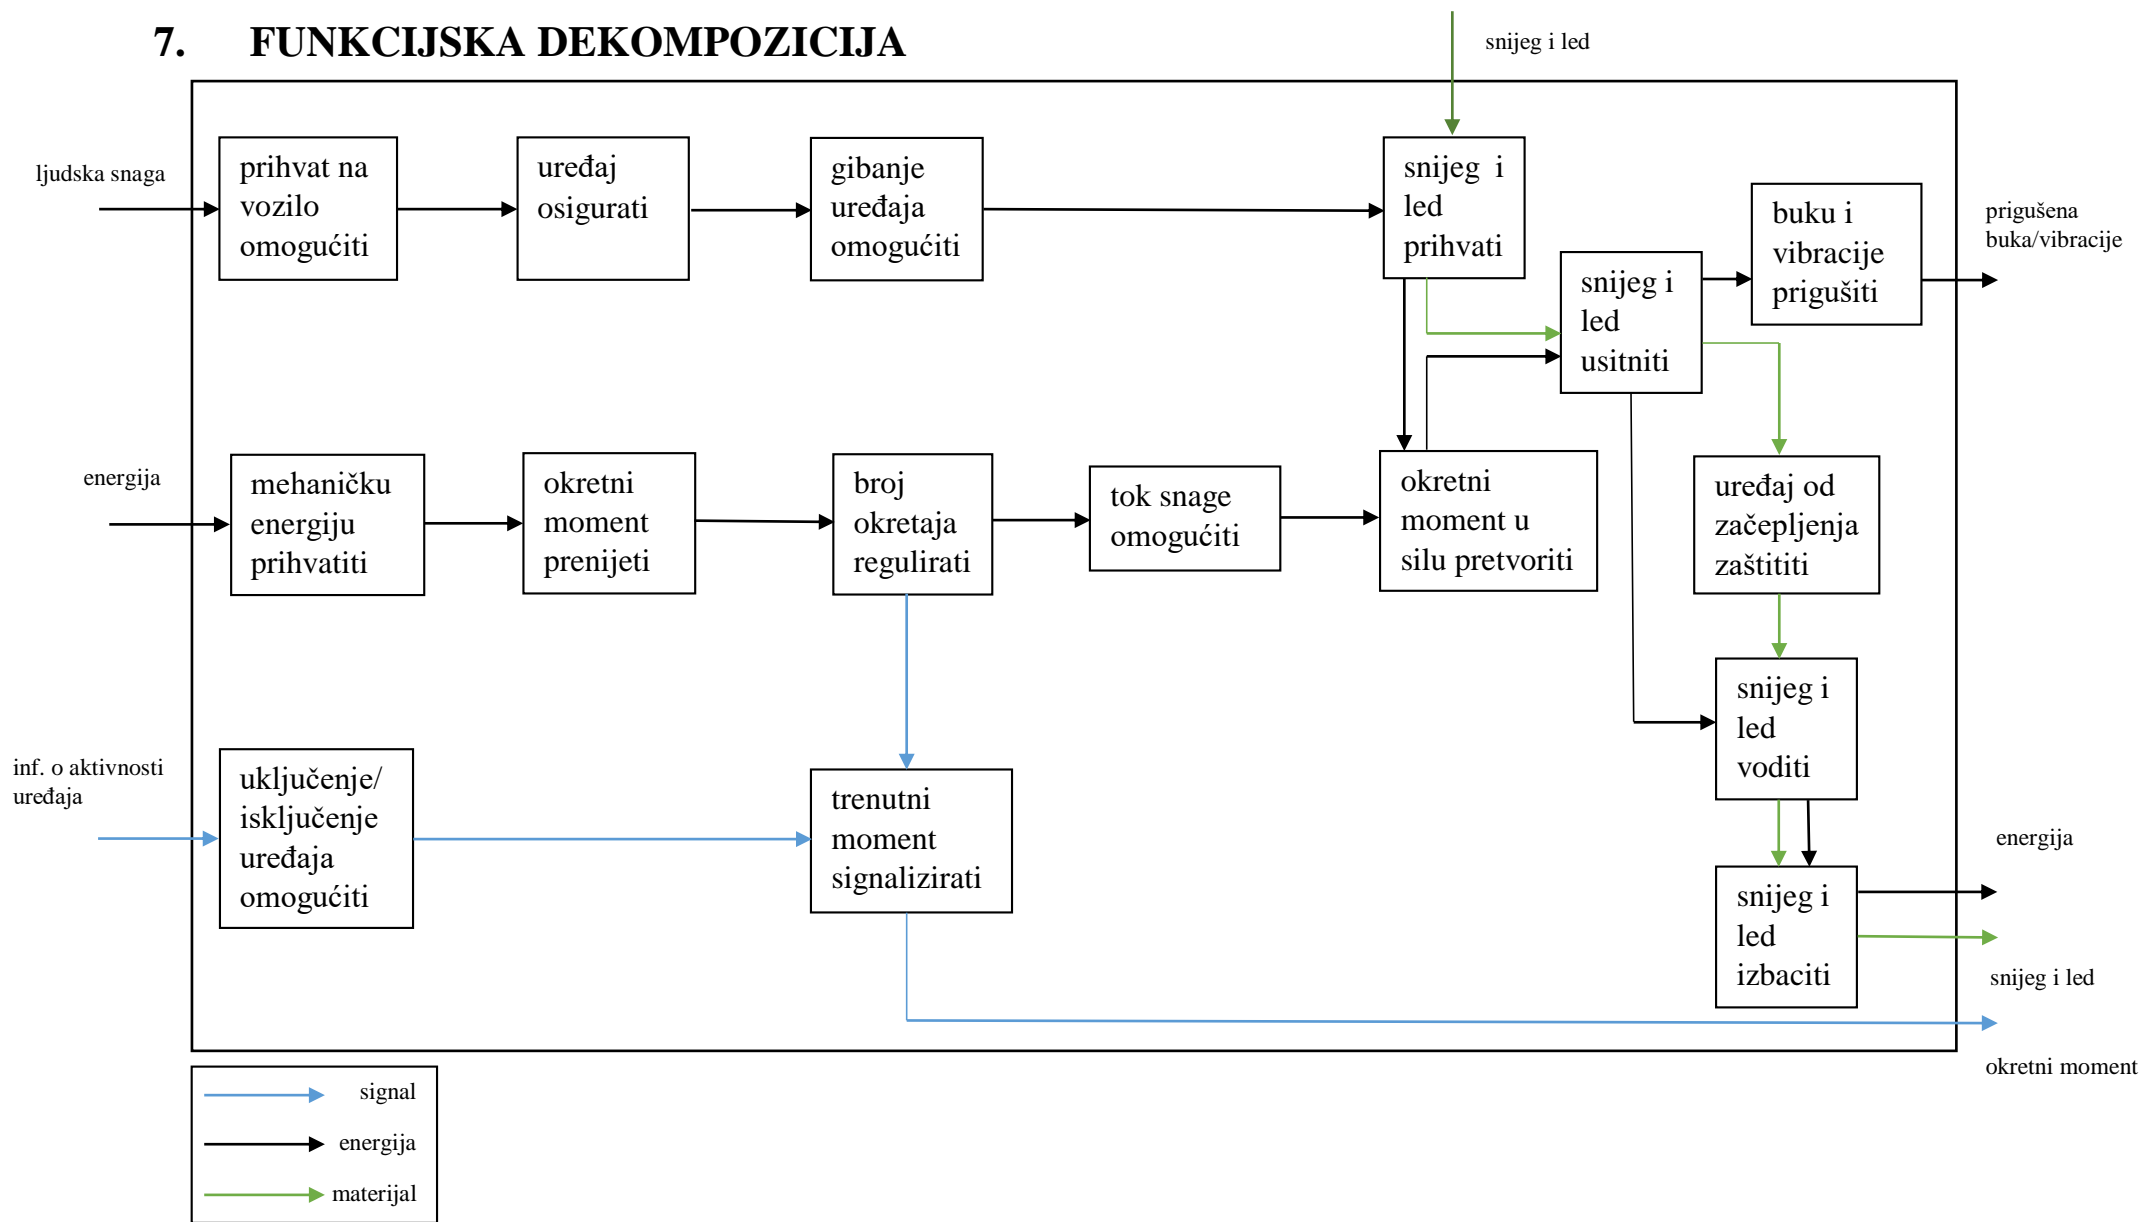 7. FUNKCIJSKA DEKOMPOZICIJA
snijeg i led
ljudska snaga
prihvat na
vozilo
omogućiti
uređaj
osigurati
gibanje
uređaja
omogućiti
snijeg i
led
prihvati
snijeg i
led
usitniti
buku i
vibracije
prigušiti
prigušena
buka/vibracije
energija
mehaničku
energiju
prihvatiti
okretni
moment
prenijeti
broj
okretaja
regulirati
tok snage
omogućiti
okretni
moment u
silu pretvoriti
uređaj od
začepljenja
zaštititi
snijeg i
led
voditi
inf. o aktivnosti
uređaja
uključenje/
isključenje
uređaja
omogućiti
trenutni
moment
signalizirati
snijeg i
led
izbaciti
energija
snijeg i led
okretni moment
signal
energija
materijal